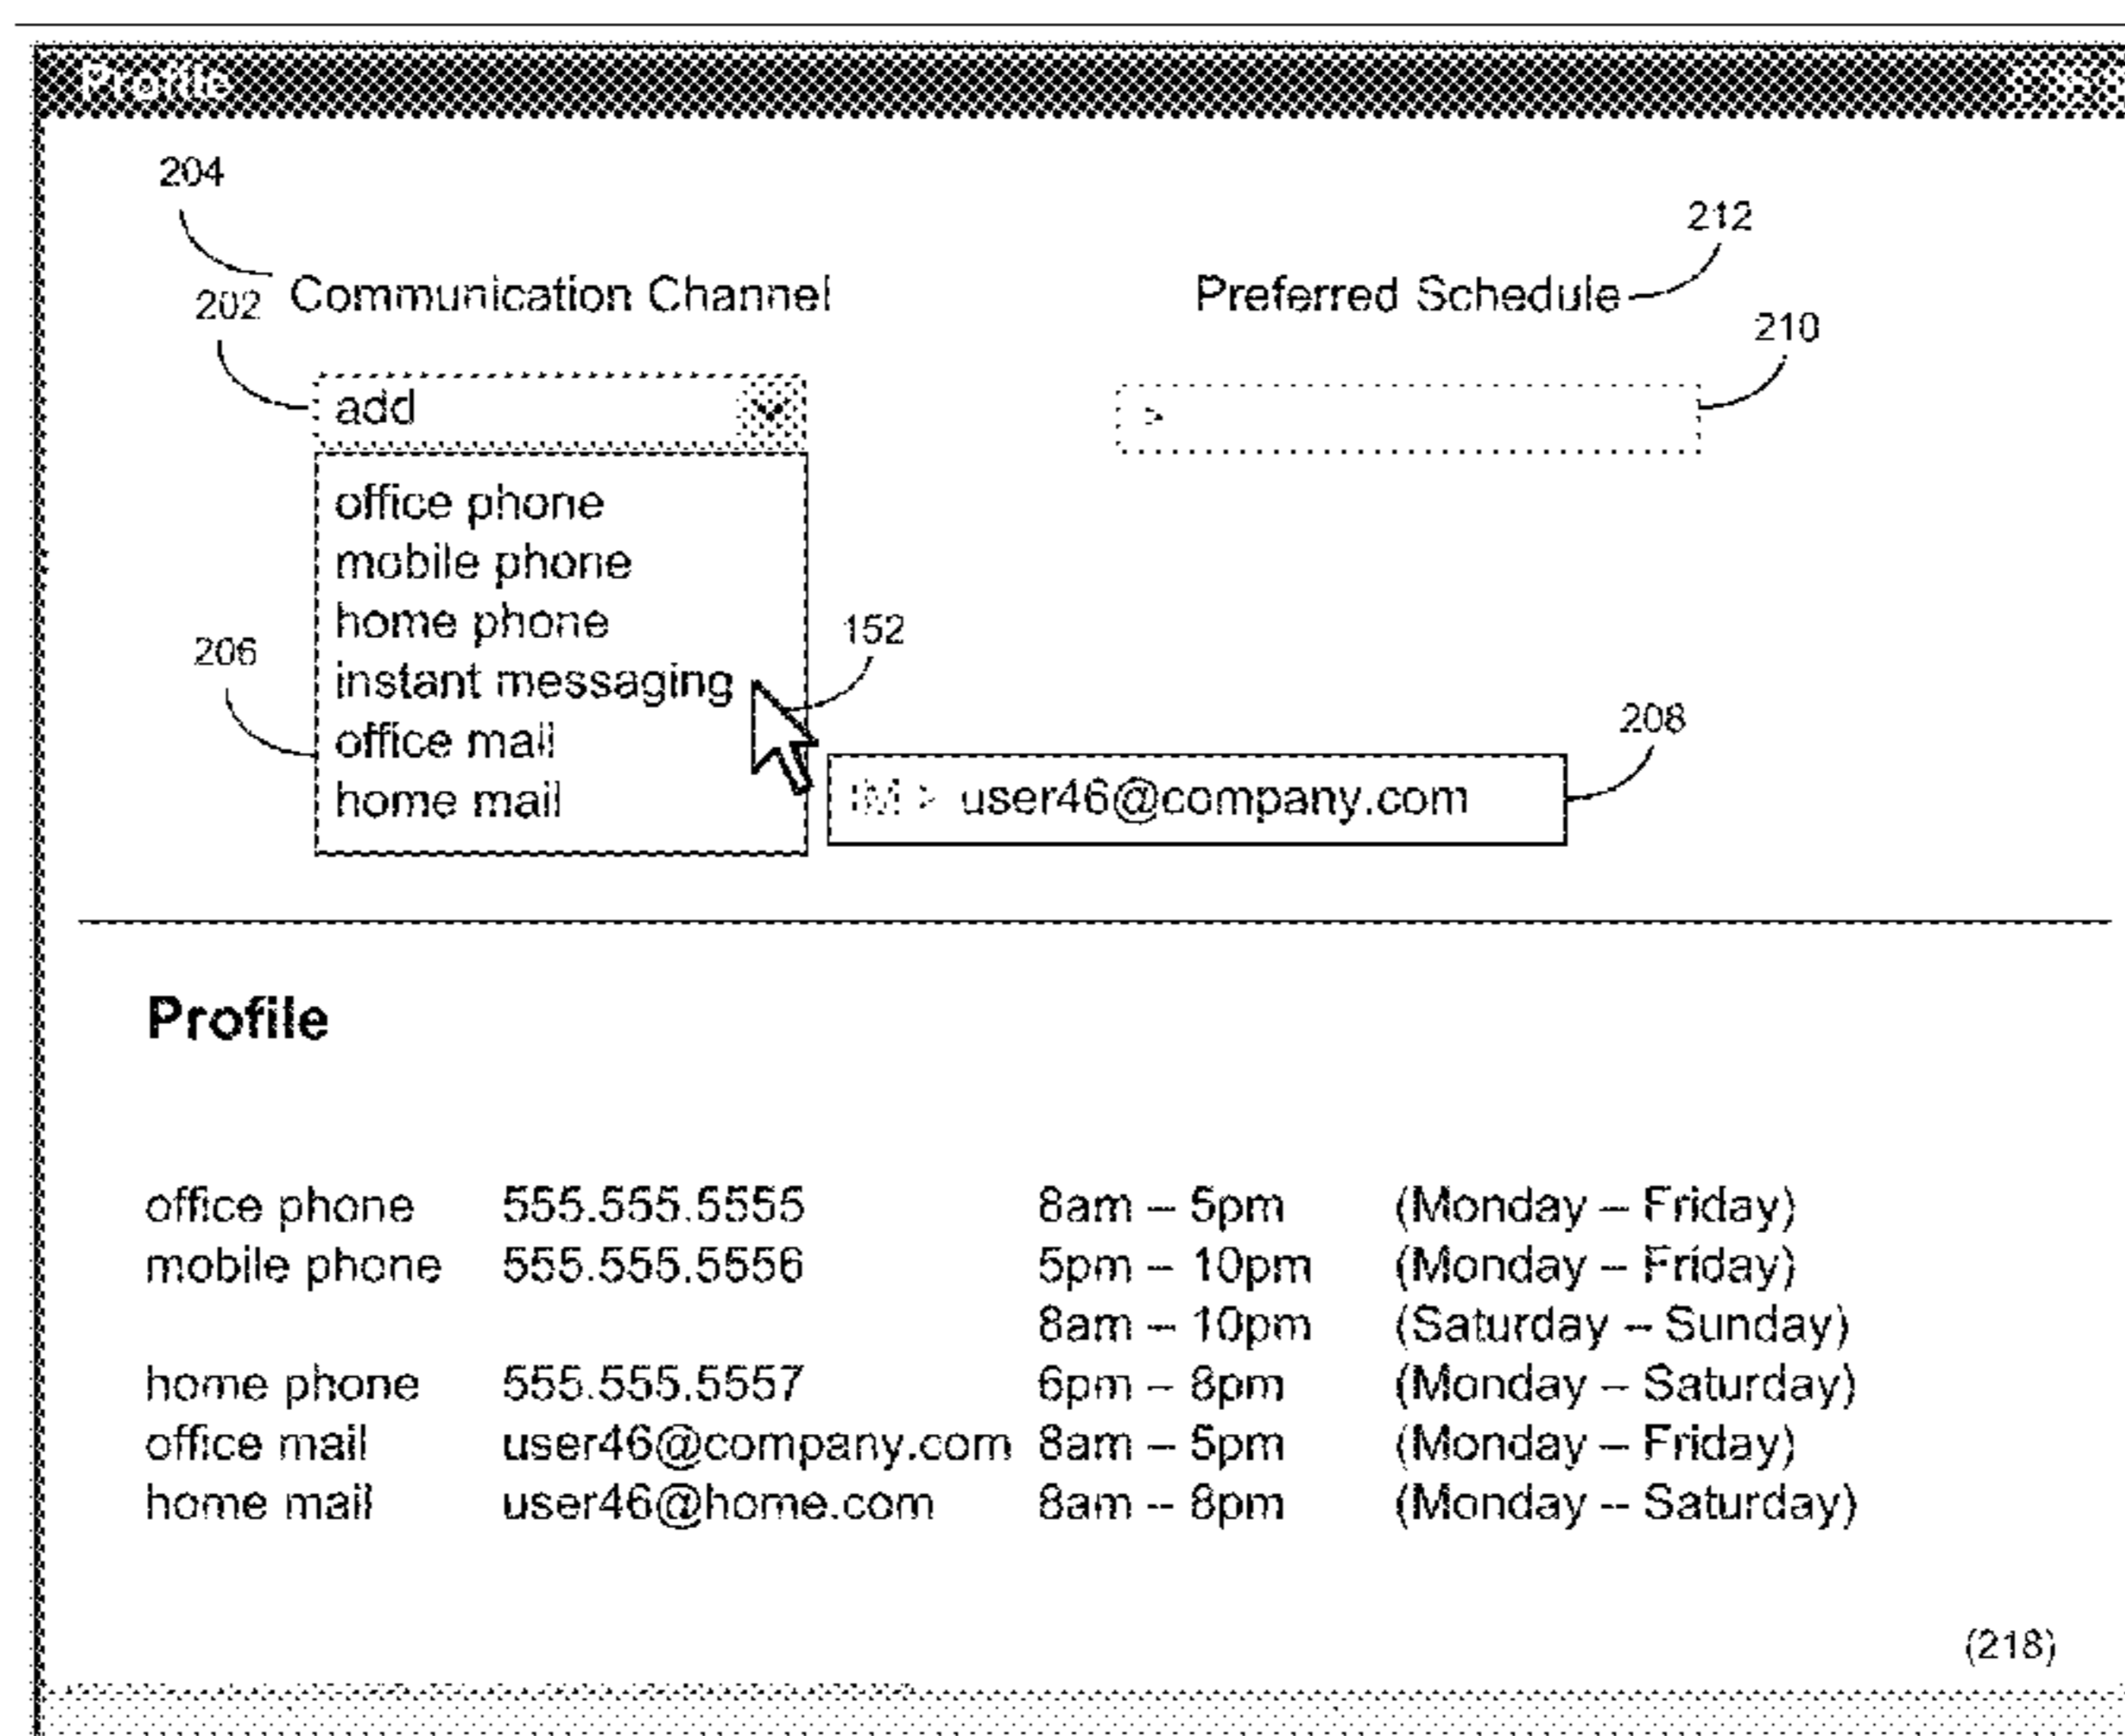 Profile
204
212
202 Communication Channel Preferred Schedule
210
add >
office phone
mobile phone
home phone 152
206 instant messaging
office mail 208
home mail IM > user46@company.com
Profile
office phone 555.555.5555 8am – 5pm (Monday – Friday)
mobile phone 555.555.5556 5pm – 10pm (Monday – Friday)
8am – 10pm (Saturday – Sunday)
home phone 555.555.5557 6pm – 8pm (Monday – Saturday)
office mail user46@company.com 8am – 5pm (Monday – Friday)
home mail user46@home.com 8am – 8pm (Monday – Saturday)
(218)